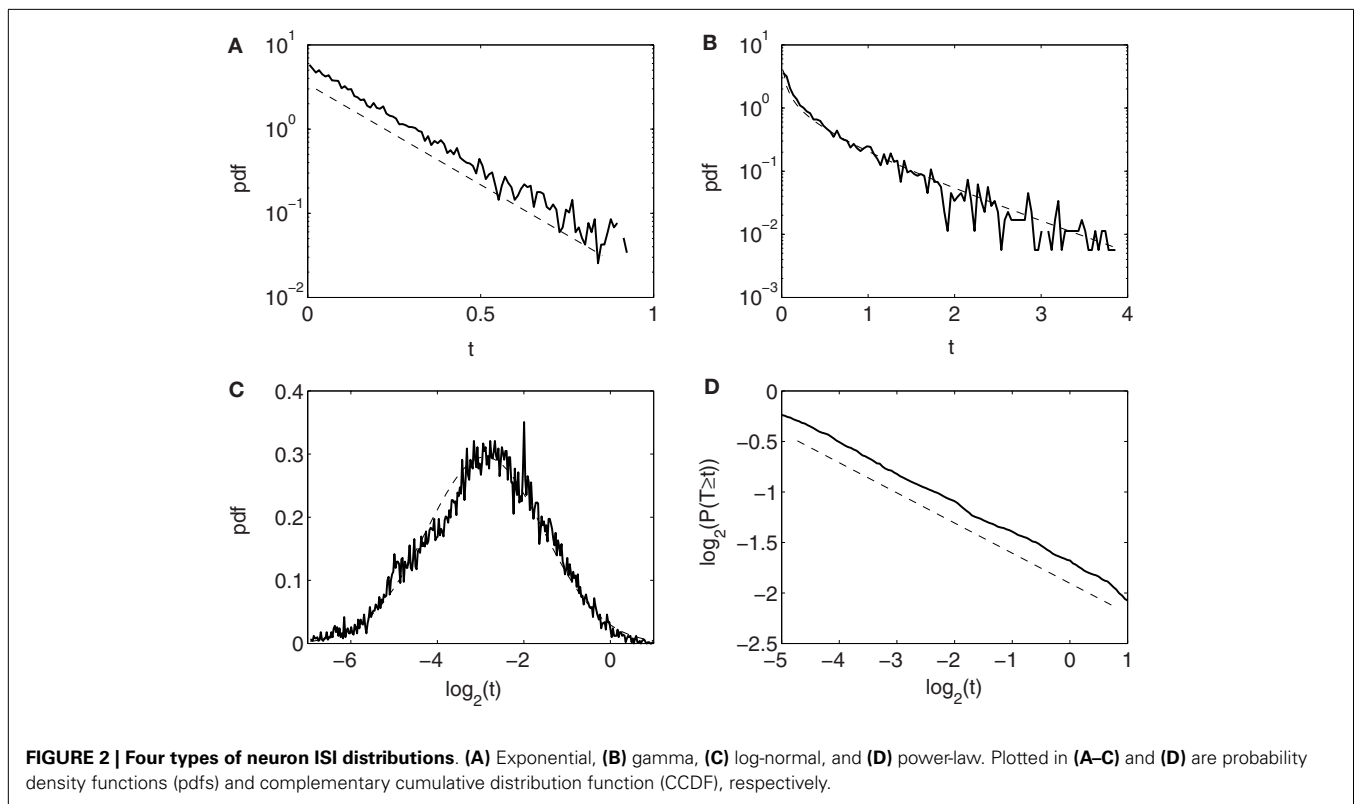 A
pdf
10^1
10^0
10^-1
10^-2
0
0.5
1
t
B
pdf
10^1
10^0
10^-1
10^-2
10^-3
0
1
2
3
4
t
C
pdf
0.4
0.3
0.2
0.1
0
−6
−4
−2
0
log_2(t)
D
log_2(P(T≥t))
0
−0.5
−1
−1.5
−2
−2.5
−5
−4
−3
−2
−1
0
1
log_2(t)
FIGURE 2 | Four types of neuron ISI distributions. (A) Exponential, (B) gamma, (C) log-normal, and (D) power-law. Plotted in (A–C) and (D) are probability
density functions (pdfs) and complementary cumulative distribution function (CCDF), respectively.